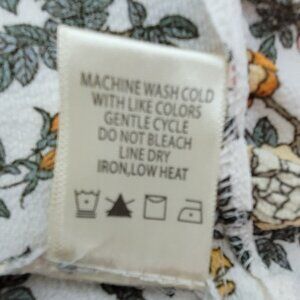 MACHINE WASH COLD
WITH LIKE COLORS
GENTLE CYCLE
DO NOT BLEACH
LINE DRY
IRON,LOW HEAT